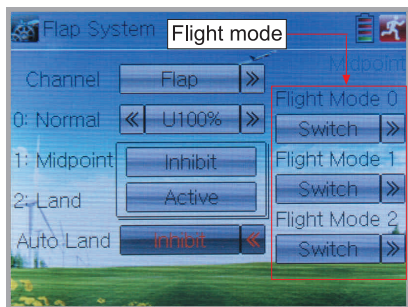 Flap System
Flight mode
Midpoint
Channel
Flap
Flight Mode 0
0: Normal
U100%
Switch
1: Midpoint
Inhibit
Flight Mode 1
Switch
2: Land
Active
Flight Mode 2
Auto Land
Inhibit
Switch